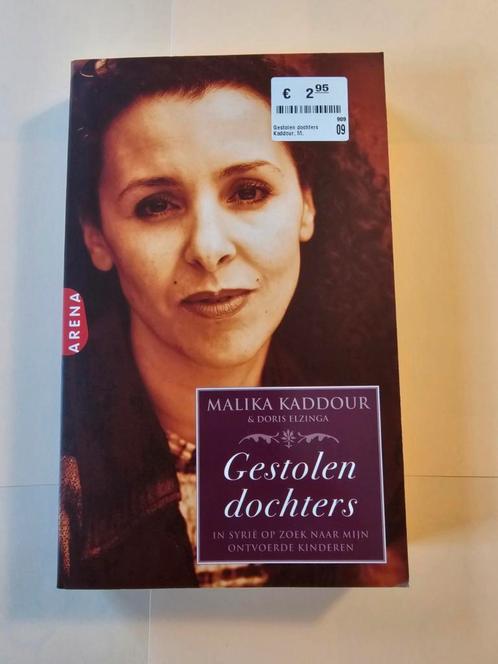 € 2 95
909
Gestolen dochters
Kaddour, M. 09
ARENA
MALIKA KADDOUR
& DORIS ELZINGA
Gestolen
dochters
IN SYRIË OP ZOEK NAAR MIJN
ONTVOERDE KINDEREN